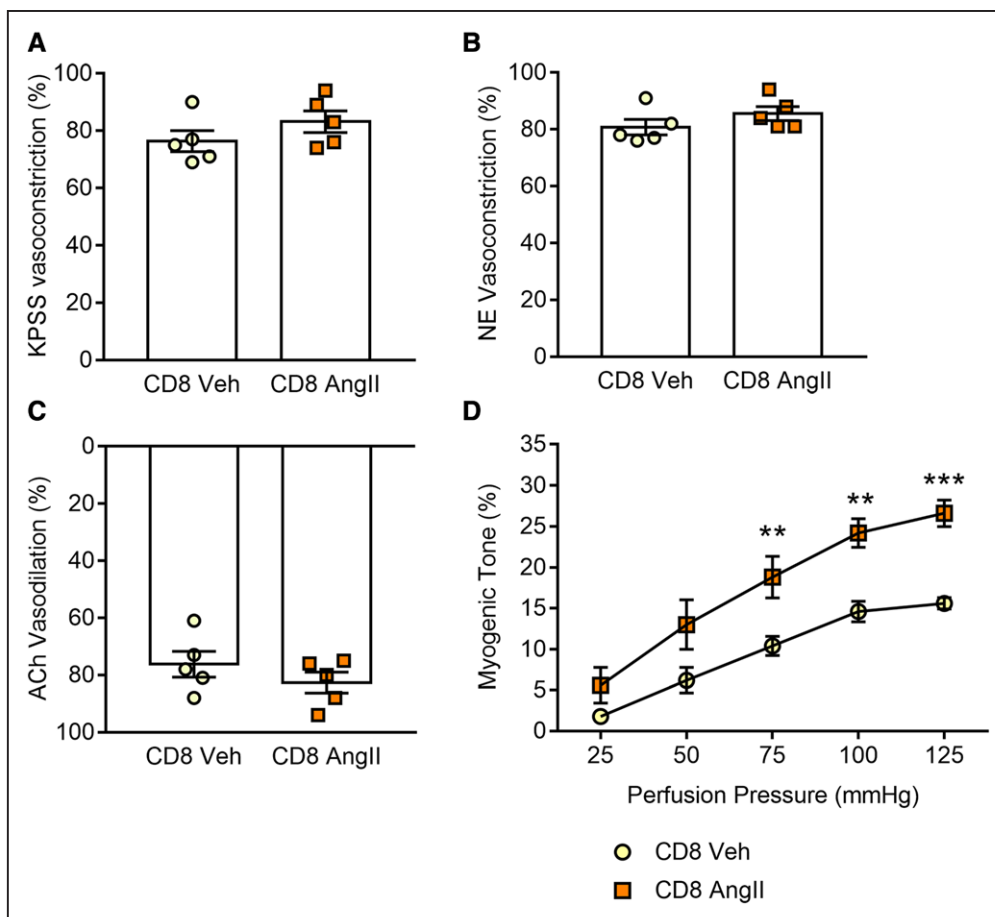 A
KPSS vasoconstriction (%)
100
80
60
40
20
0
CD8 Veh CD8 AngII
B
NE Vasoconstriction (%)
100
80
60
40
20
0
CD8 Veh CD8 AngII
C
ACh Vasodilation (%)
0
20
40
60
80
100
CD8 Veh CD8 AngII
D
Myogenic Tone (%)
35
30
25
20
15
10
5
0
** ** ***
25 50 75 100 125
Perfusion Pressure (mmHg)
CD8 Veh
CD8 AngII